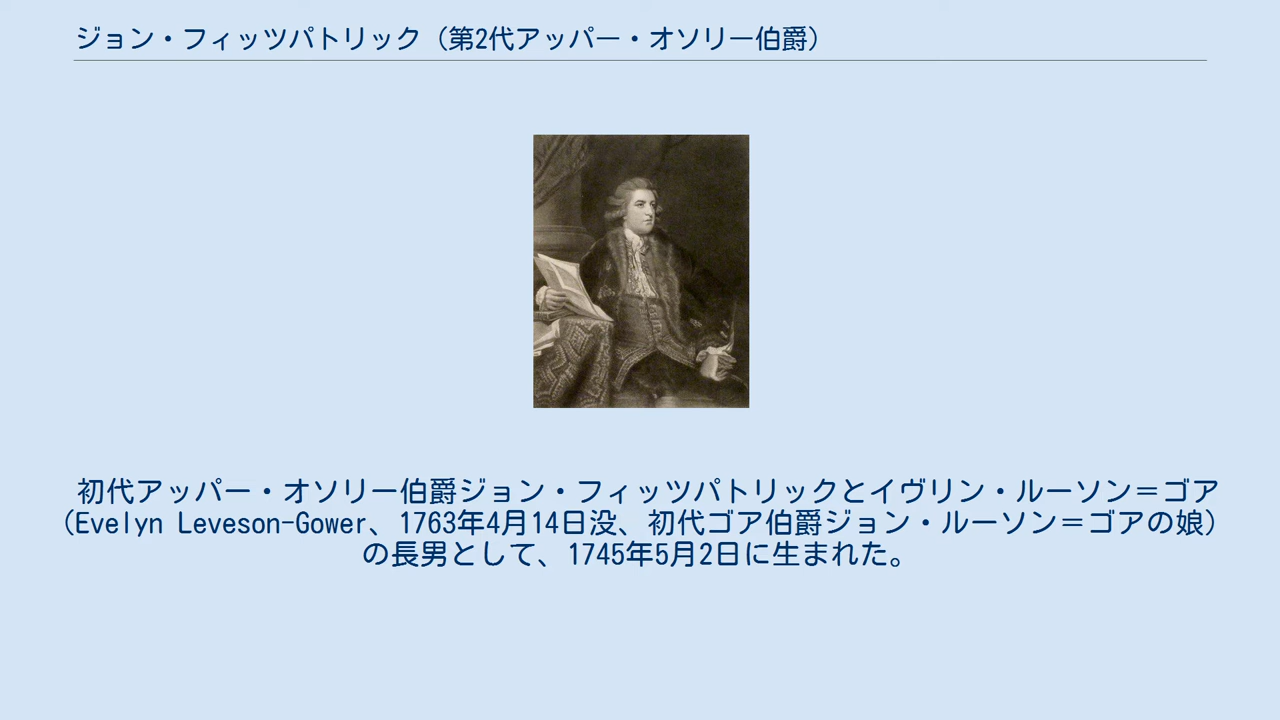 ジョン・フィッツパトリック（第2代アッパー・オソリー伯爵）
初代アッパー・オソリー伯爵ジョン・フィッツパトリックとイヴリン・ルーソン＝ゴア
（Evelyn Leveson-Gower、1763年4月14日没、初代ゴア伯爵ジョン・ルーソン＝ゴアの娘）
の長男として、1745年5月2日に生まれた。